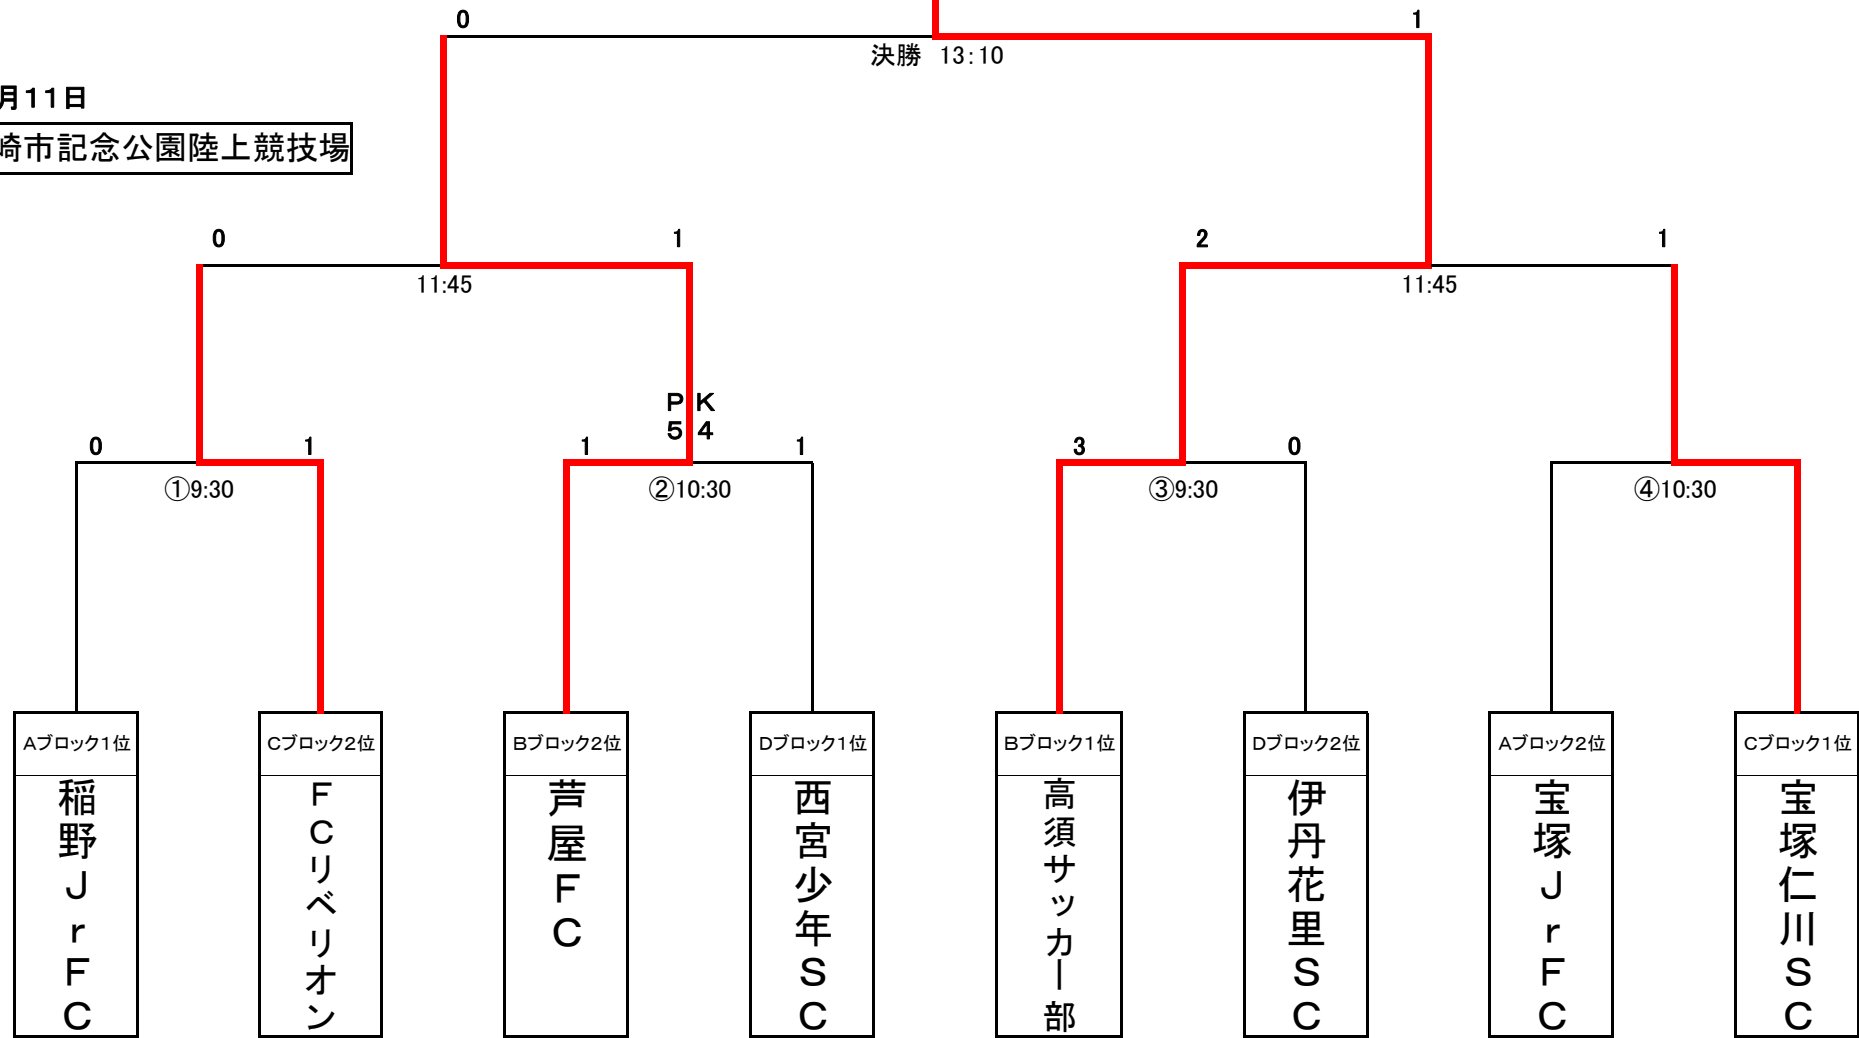 0 1
決勝 13:10
月11日
崎市記念公園陸上競技場
0 1 2 1
11:45 11:45
PK
5 4
0 1 1 1 3 0
①9:30 ②10:30 ③9:30 ④10:30
Aブロック1位 Cブロック2位 Bブロック2位 Dブロック1位 Bブロック1位 Dブロック2位 Aブロック2位 Cブロック1位
稲野JrFC
FCリベリオン
芦屋FC
西宮少年SC
高須サッカー部
伊丹花里SC
宝塚JrFC
宝塚仁川SC